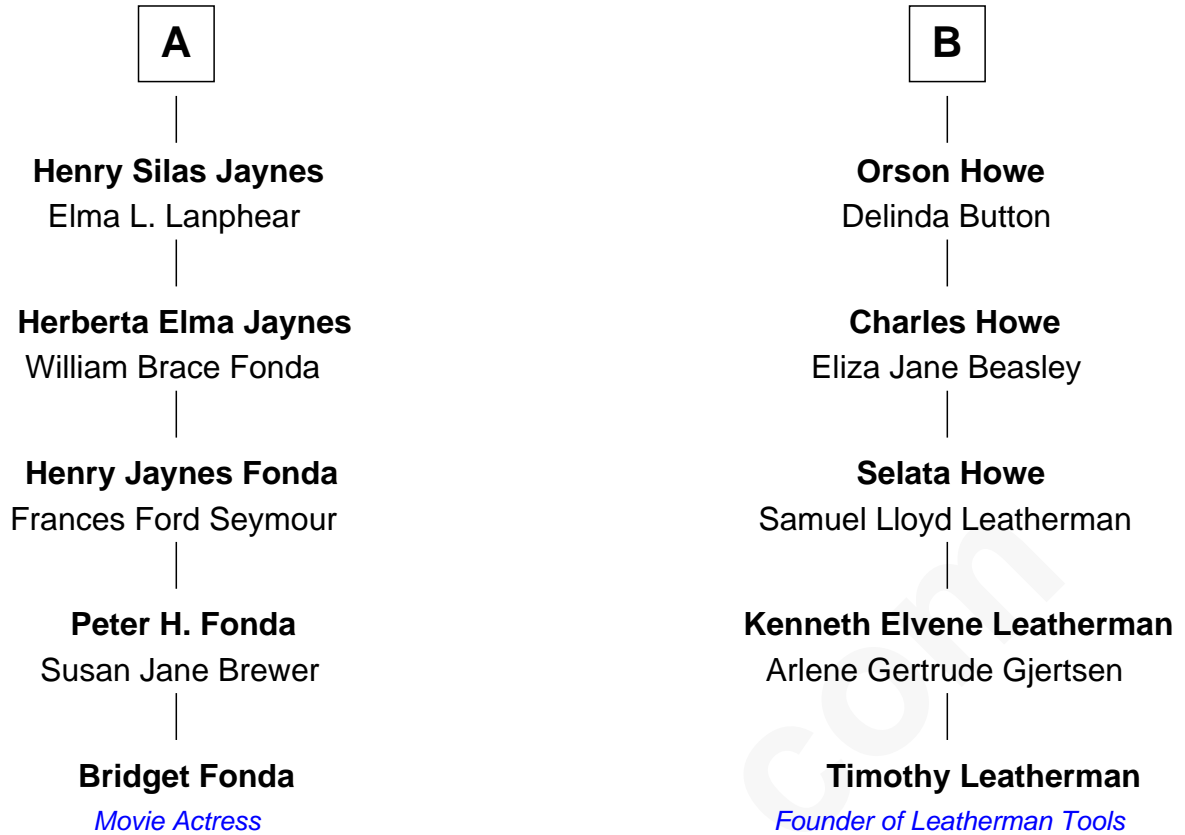 A
Henry Silas Jaynes
Elma L. Lanphear
Herberta Elma Jaynes
William Brace Fonda
Henry Jaynes Fonda
Frances Ford Seymour
Peter H. Fonda
Susan Jane Brewer
Bridget Fonda
Movie Actress
B
Orson Howe
Delinda Button
Charles Howe
Eliza Jane Beasley
Selata Howe
Samuel Lloyd Leatherman
Kenneth Elvene Leatherman
Arlene Gertrude Gjertsen
Timothy Leatherman
Founder of Leatherman Tools
com